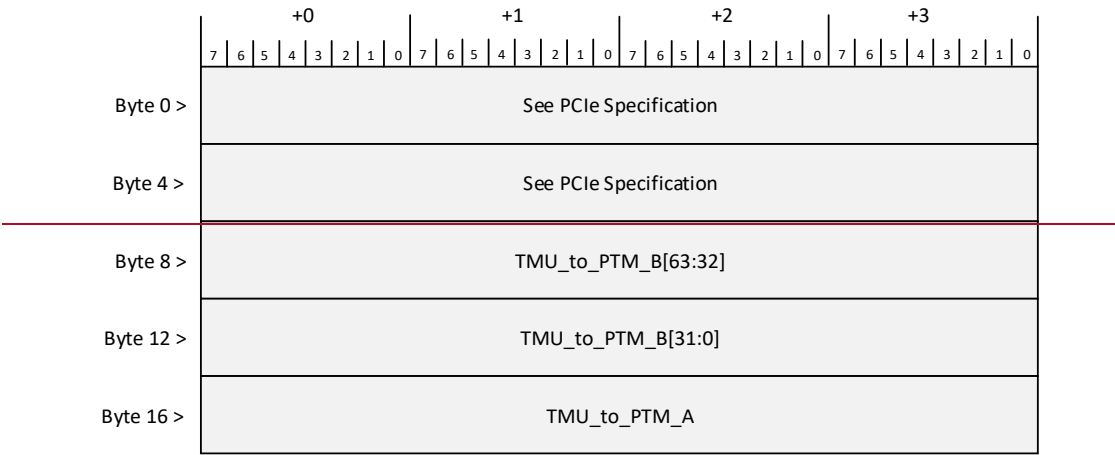 +0 +1 +2 +3
7 6 5 4 3 2 1 0 7 6 5 4 3 2 1 0 7 6 5 4 3 2 1 0 7 6 5 4 3 2 1 0
Byte 0 > See PCIe Specification
Byte 4 > See PCIe Specification
Byte 8 > TMU_to_PTM_B[63:32]
Byte 12 > TMU_to_PTM_B[31:0]
Byte 16 > TMU_to_PTM_A